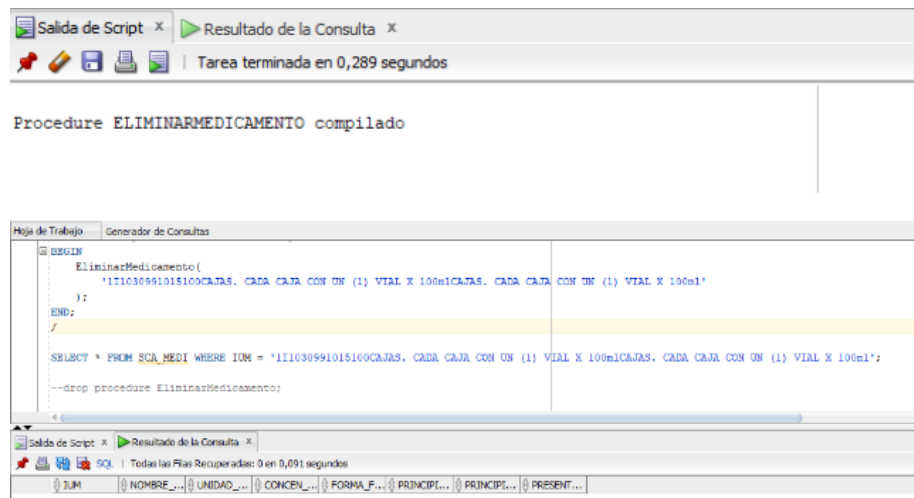 Salida de Script x Resultado de la Consulta x
Tarea terminada en 0,289 segundos
Procedure ELIMINARMEDICAMENTO compilado
Hoja de Trabajo Generador de Consultas
BEGIN
EliminarMedicamento(
'1I1030991015100CAJAS. CADA CAJA CON UN (1) VIAL X 100mlCAJAS. CADA CAJA CON UN (1) VIAL X 100ml'
);
END;
/
SELECT * FROM SCA_MEDI WHERE IUM = '1I1030991015100CAJAS. CADA CAJA CON UN (1) VIAL X 100mlCAJAS. CADA CAJA CON UN (1) VIAL X 100ml';
--drop procedure EliminarMedicamento;
Salida de Script x Resultado de la Consulta x
SQL | Todas las Filas Recuperadas: 0 en 0,091 segundos
IUM NOMBRE_... UNIDAD_... CONCEN_... FORMA_F... PRINCIPI... PRINCIPI... PRESENT...